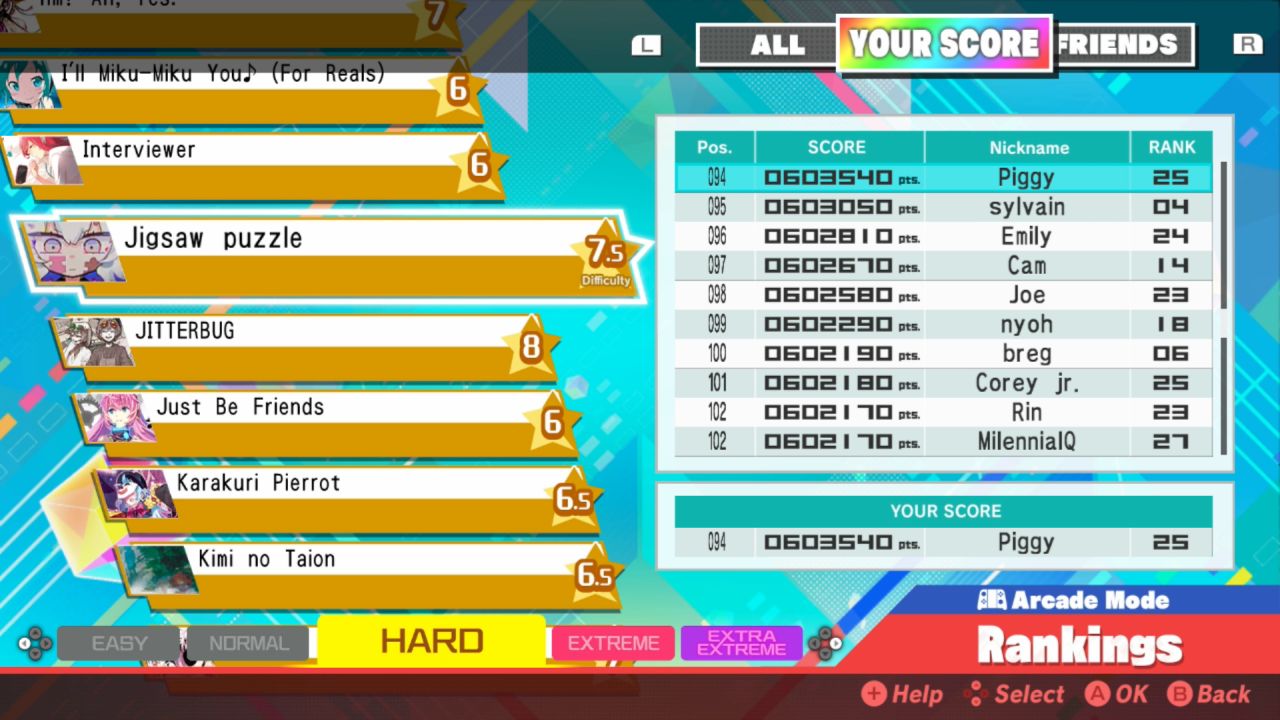 7
I'll Miku-Miku You♪ (For Reals)
6
Interviewer
6
Jigsaw puzzle
7.5
Difficulty
JITTERBUG
8
Just Be Friends
6
Karakuri Pierrot
6.5
Kimi no Taion
6.5
EASY NORMAL HARD EXTREME EXTRA
EXTREME
L ALL YOUR SCORE FRIENDS R
Pos. SCORE Nickname RANK
094 0603540 pts. Piggy 25
095 0603050 pts. sylvain 04
096 0602810 pts. Emily 24
097 0602670 pts. Cam 14
098 0602580 pts. Joe 23
099 0602290 pts. nyoh 18
100 0602190 pts. breg 06
101 0602180 pts. Corey jr. 25
102 0602170 pts. Rin 23
102 0602170 pts. MilennialQ 27
YOUR SCORE
094 0603540 pts. Piggy 25
Arcade Mode
Rankings
Help Select A OK B Back